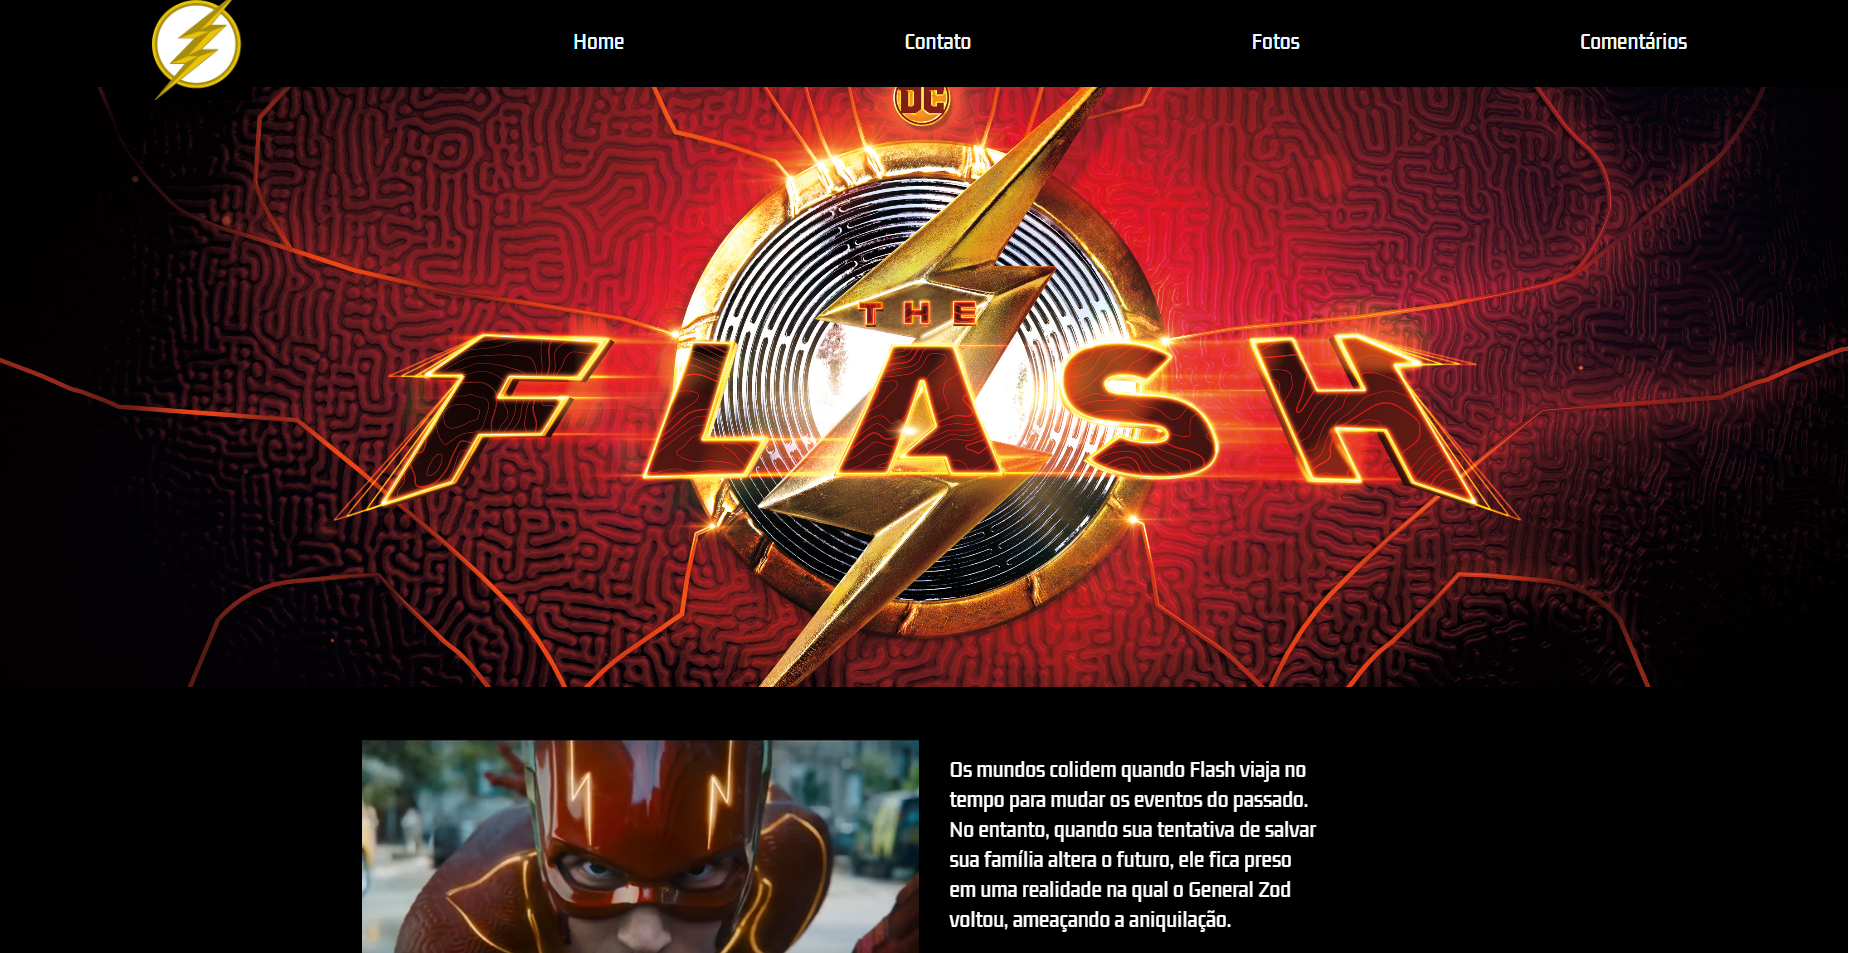 Home
Contato
Fotos
Comentários
DC
THE
FLASH
Os mundos colidem quando Flash viaja no
tempo para mudar os eventos do passado.
No entanto, quando sua tentativa de salvar
sua família altera o futuro, ele fica preso
em uma realidade na qual o General Zod
voltou, ameaçando a aniquilação.